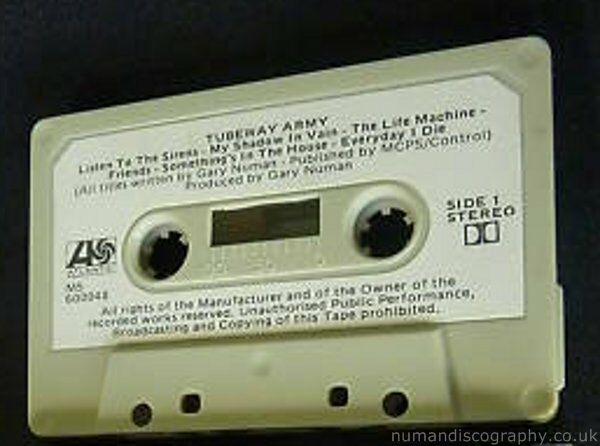 TUBEWAY ARMY
Listen To The Sirens - My Shadow In Vain - The Life Machine -
Friends - Something's In The House - Everyday I Die
(All titles written by Gary Numan - Published by MCPS/Control)
Produced by Gary Numan
SIDE 1
STEREO
ATLANTIC
M5
600048
All rights of the Manufacturer and of the Owner of the
recorded works reserved. Unauthorised Public Performance,
Broadcasting and Copying of this Tape prohibited.
numandiscography.co.uk